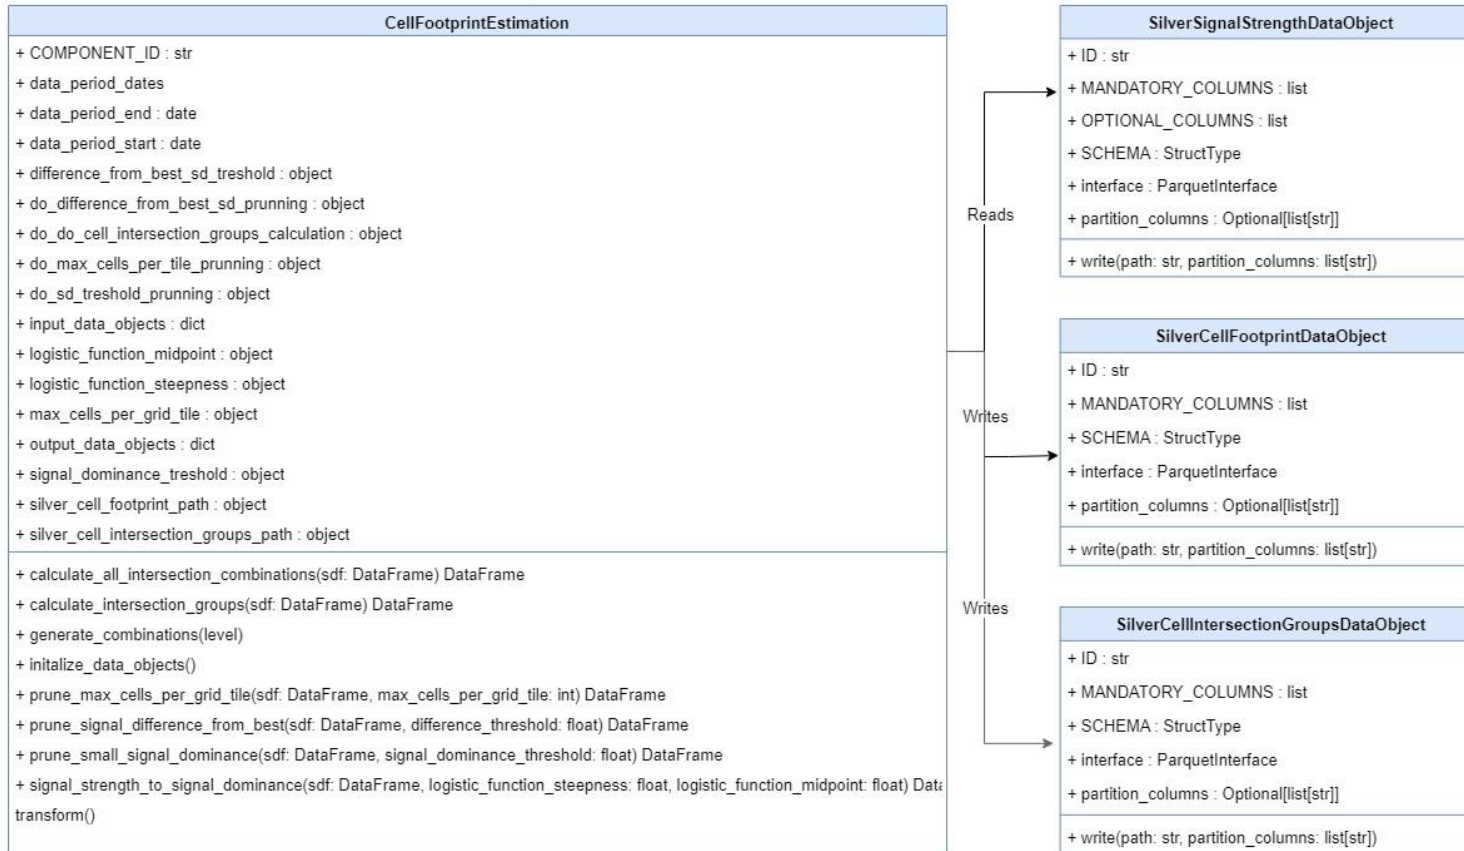 CellFootprintEstimation
+ COMPONENT_ID : str
+ data_period_dates
+ data_period_end : date
+ data_period_start : date
+ difference_from_best_sd_treshold : object
+ do_difference_from_best_sd_prunning : object
+ do_do_cell_intersection_groups_calculation : object
+ do_max_cells_per_tile_prunning : object
+ do_sd_treshold_prunning : object
+ input_data_objects : dict
+ logistic_function_midpoint : object
+ logistic_function_steepness : object
+ max_cells_per_grid_tile : object
+ output_data_objects : dict
+ signal_dominance_treshold : object
+ silver_cell_footprint_path : object
+ silver_cell_intersection_groups_path : object
+ calculate_all_intersection_combinations(sdf: DataFrame) DataFrame
+ calculate_intersection_groups(sdf: DataFrame) DataFrame
+ generate_combinations(level)
+ initalize_data_objects()
+ prune_max_cells_per_grid_tile(sdf: DataFrame, max_cells_per_grid_tile: int) DataFrame
+ prune_signal_difference_from_best(sdf: DataFrame, difference_threshold: float) DataFrame
+ prune_small_signal_dominance(sdf: DataFrame, signal_dominance_threshold: float) DataFrame
+ signal_strength_to_signal_dominance(sdf: DataFrame, logistic_function_steepness: float, logistic_function_midpoint: float) Data
transform()
Reads
Writes
Writes
SilverSignalStrengthDataObject
+ ID : str
+ MANDATORY_COLUMNS : list
+ OPTIONAL_COLUMNS : list
+ SCHEMA : StructType
+ interface : ParquetInterface
+ partition_columns : Optional[list[str]]
+ write(path: str, partition_columns: list[str])
SilverCellFootprintDataObject
+ ID : str
+ MANDATORY_COLUMNS : list
+ SCHEMA : StructType
+ interface : ParquetInterface
+ partition_columns : Optional[list[str]]
+ write(path: str, partition_columns: list[str])
SilverCellIntersectionGroupsDataObject
+ ID : str
+ MANDATORY_COLUMNS : list
+ SCHEMA : StructType
+ interface : ParquetInterface
+ partition_columns : Optional[list[str]]
+ write(path: str, partition_columns: list[str])